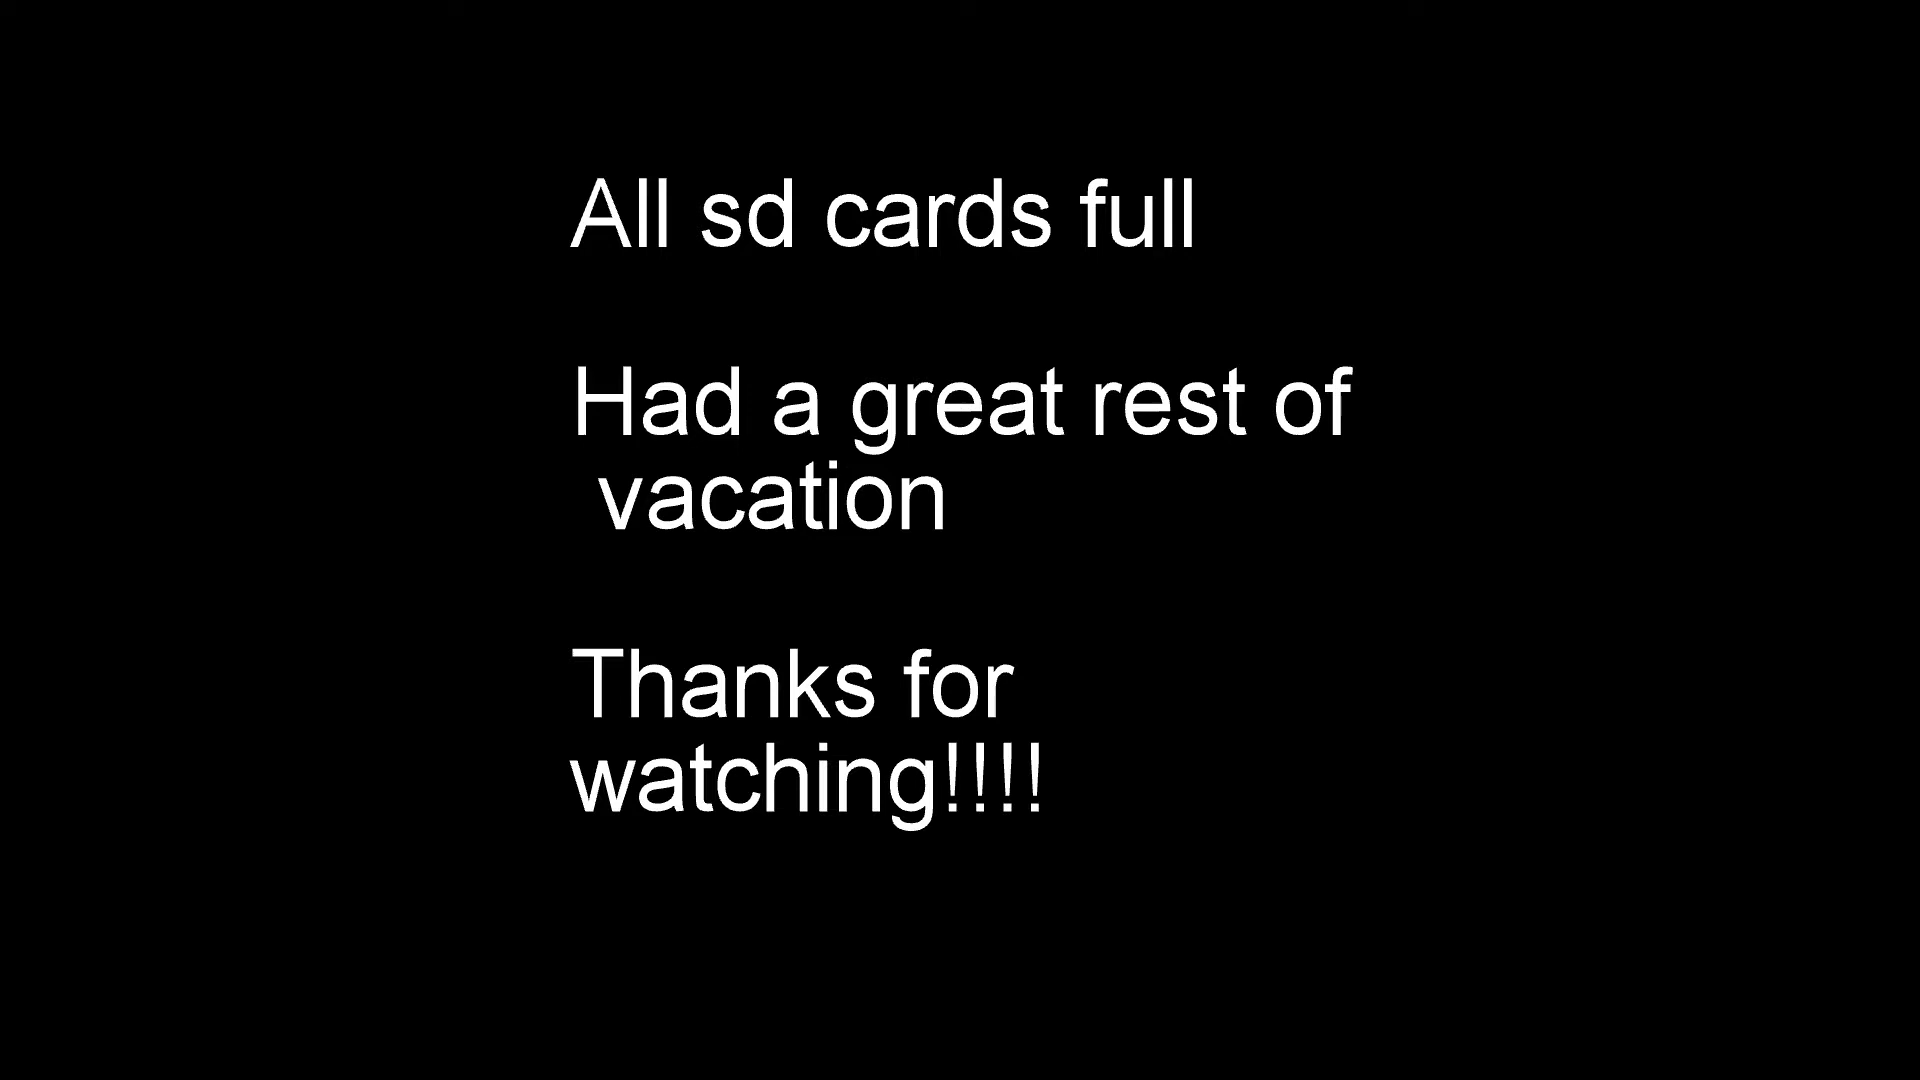 All sd cards full
Had a great rest of
vacation
Thanks for
watching!!!!